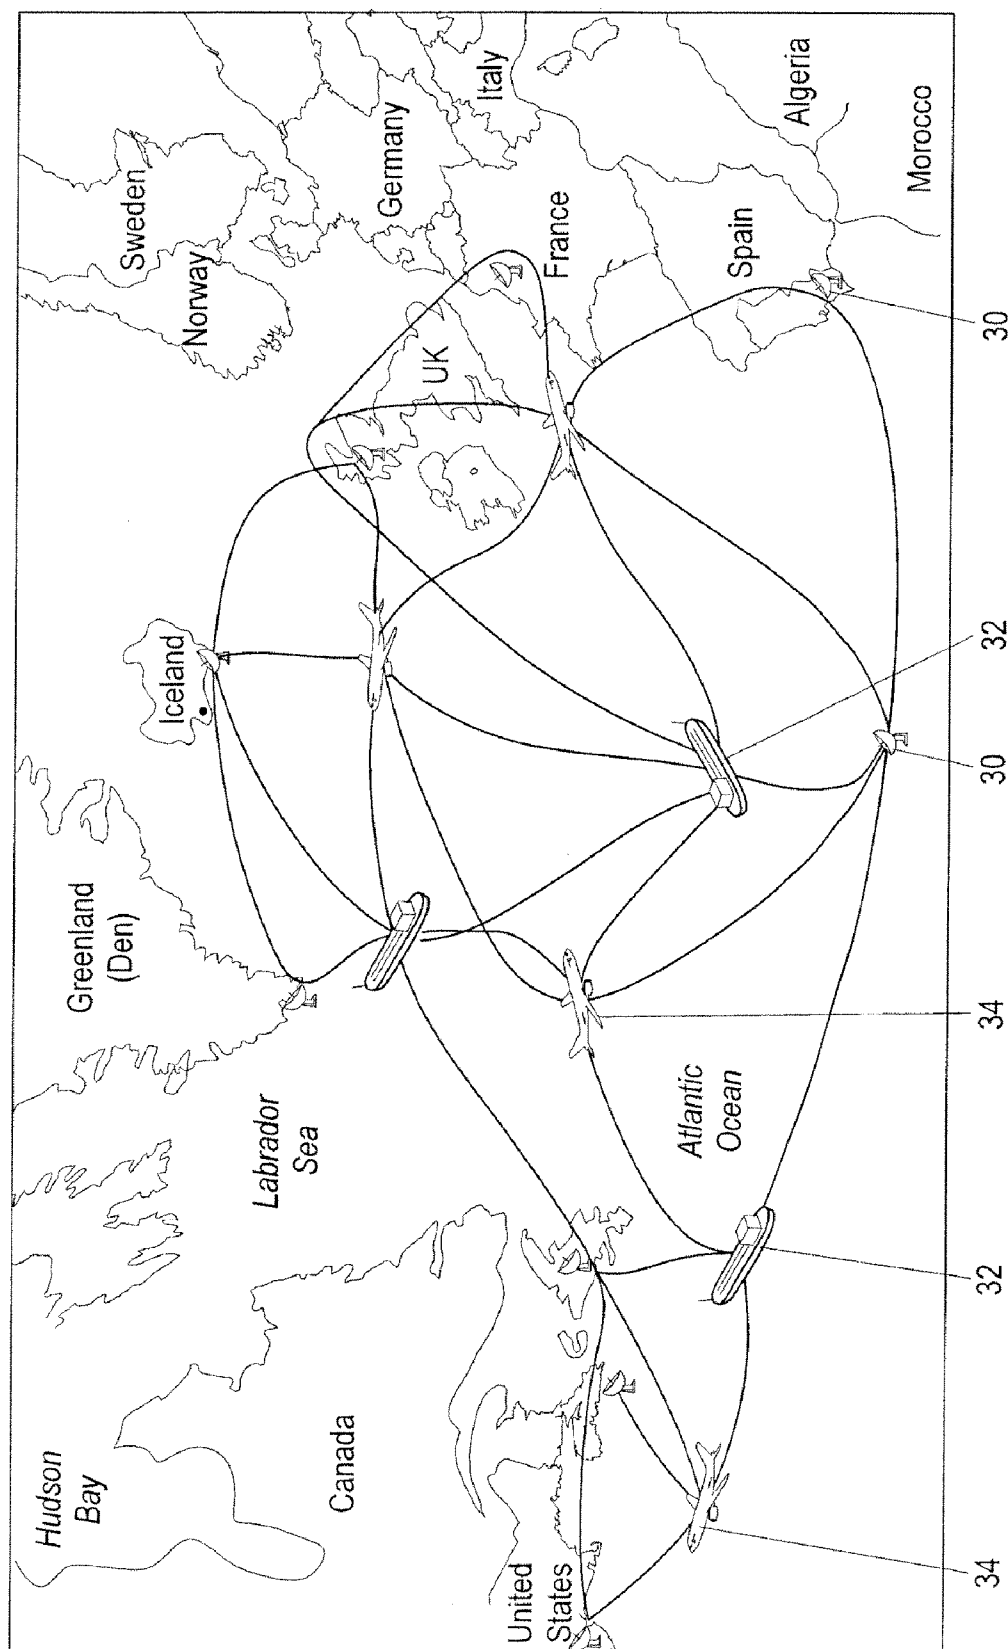 Hudson
Bay
Canada
United
States
Labrador
Sea
Greenland
(Den)
Iceland
Atlantic
Ocean
Norway
Sweden
UK
Germany
France
Italy
Spain
Algeria
Morocco
34
32
34
30
32
30